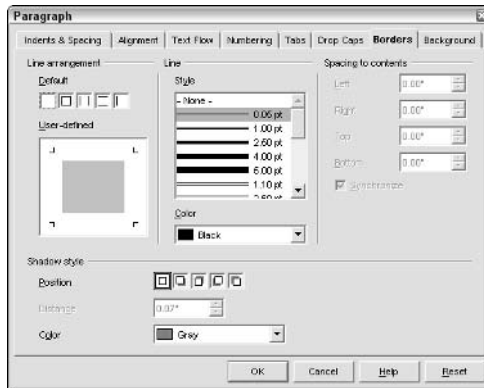 Paragraph
Indents & Spacing Alignment Text Flow Numbering Tabs Drop Caps Borders Background
Line arrangement Line Spacing to contents
Default Style Left 0.00"
- None - Right 0.00"
0.05 pt
User-defined 1.00 pt Top 0.00"
2.50 pt
4.00 pt Bottom 0.00"
5.00 pt Synchronize
1.10 pt
2.60 pt
Color
Black
Shadow style
Position
Distance 0.07"
Color Gray
OK Cancel Help Reset